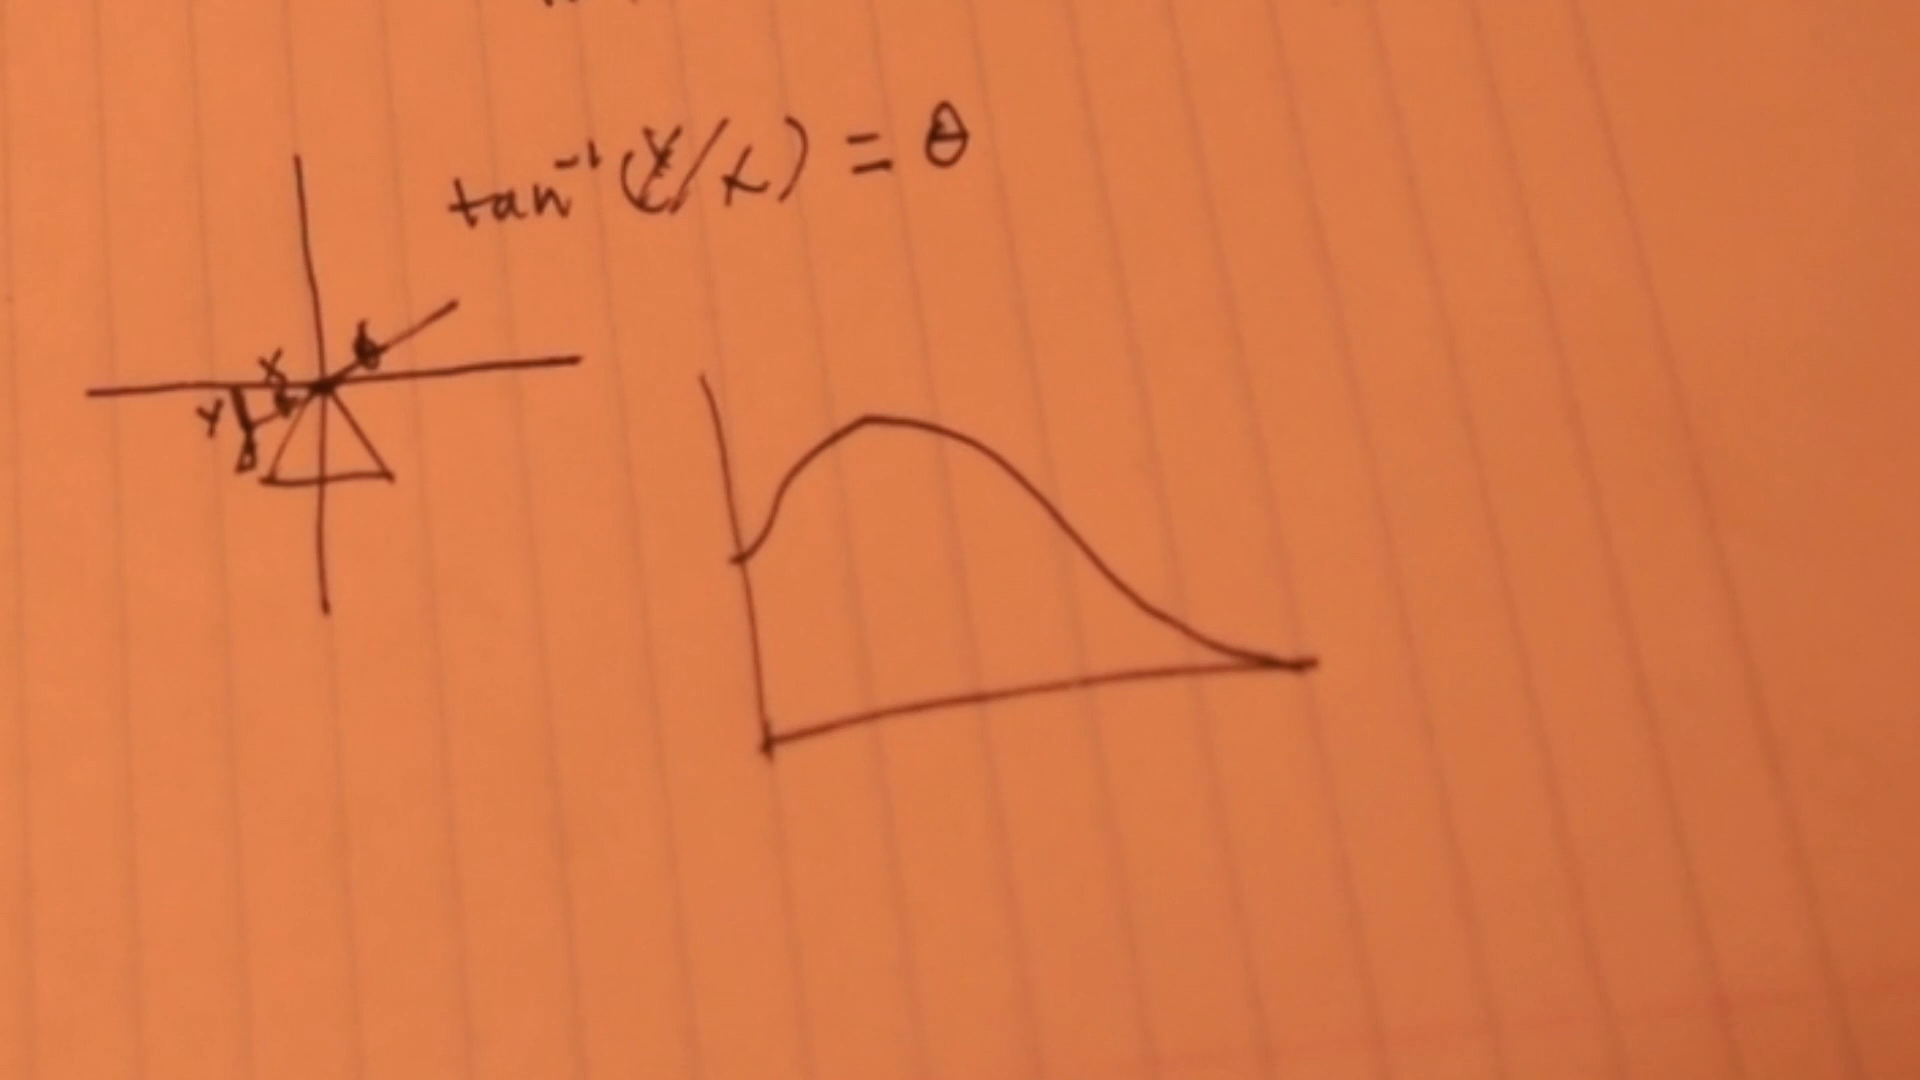 tan⁻¹(Y/x) = θ
θ
X
Y